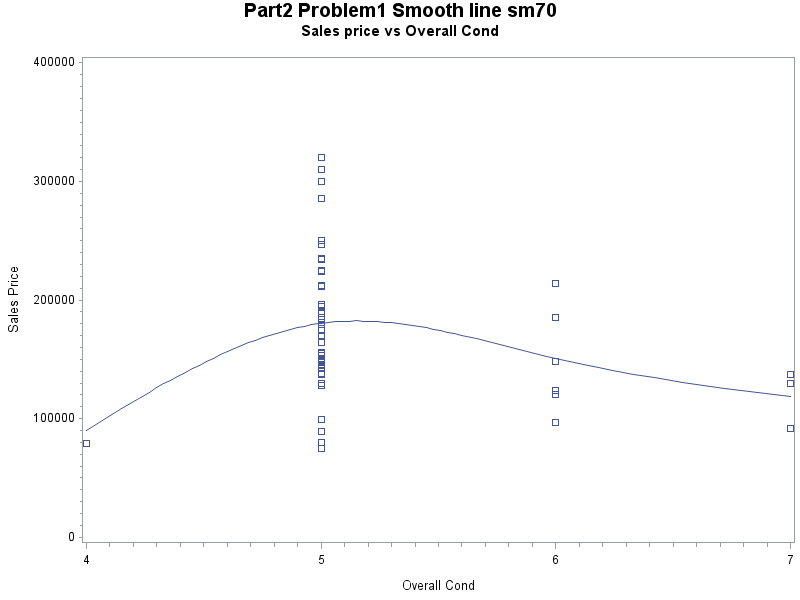 Part2 Problem1 Smooth line sm70
Sales price vs Overall Cond
400000
300000
200000
100000
0
Sales Price
4 5 6 7
Overall Cond